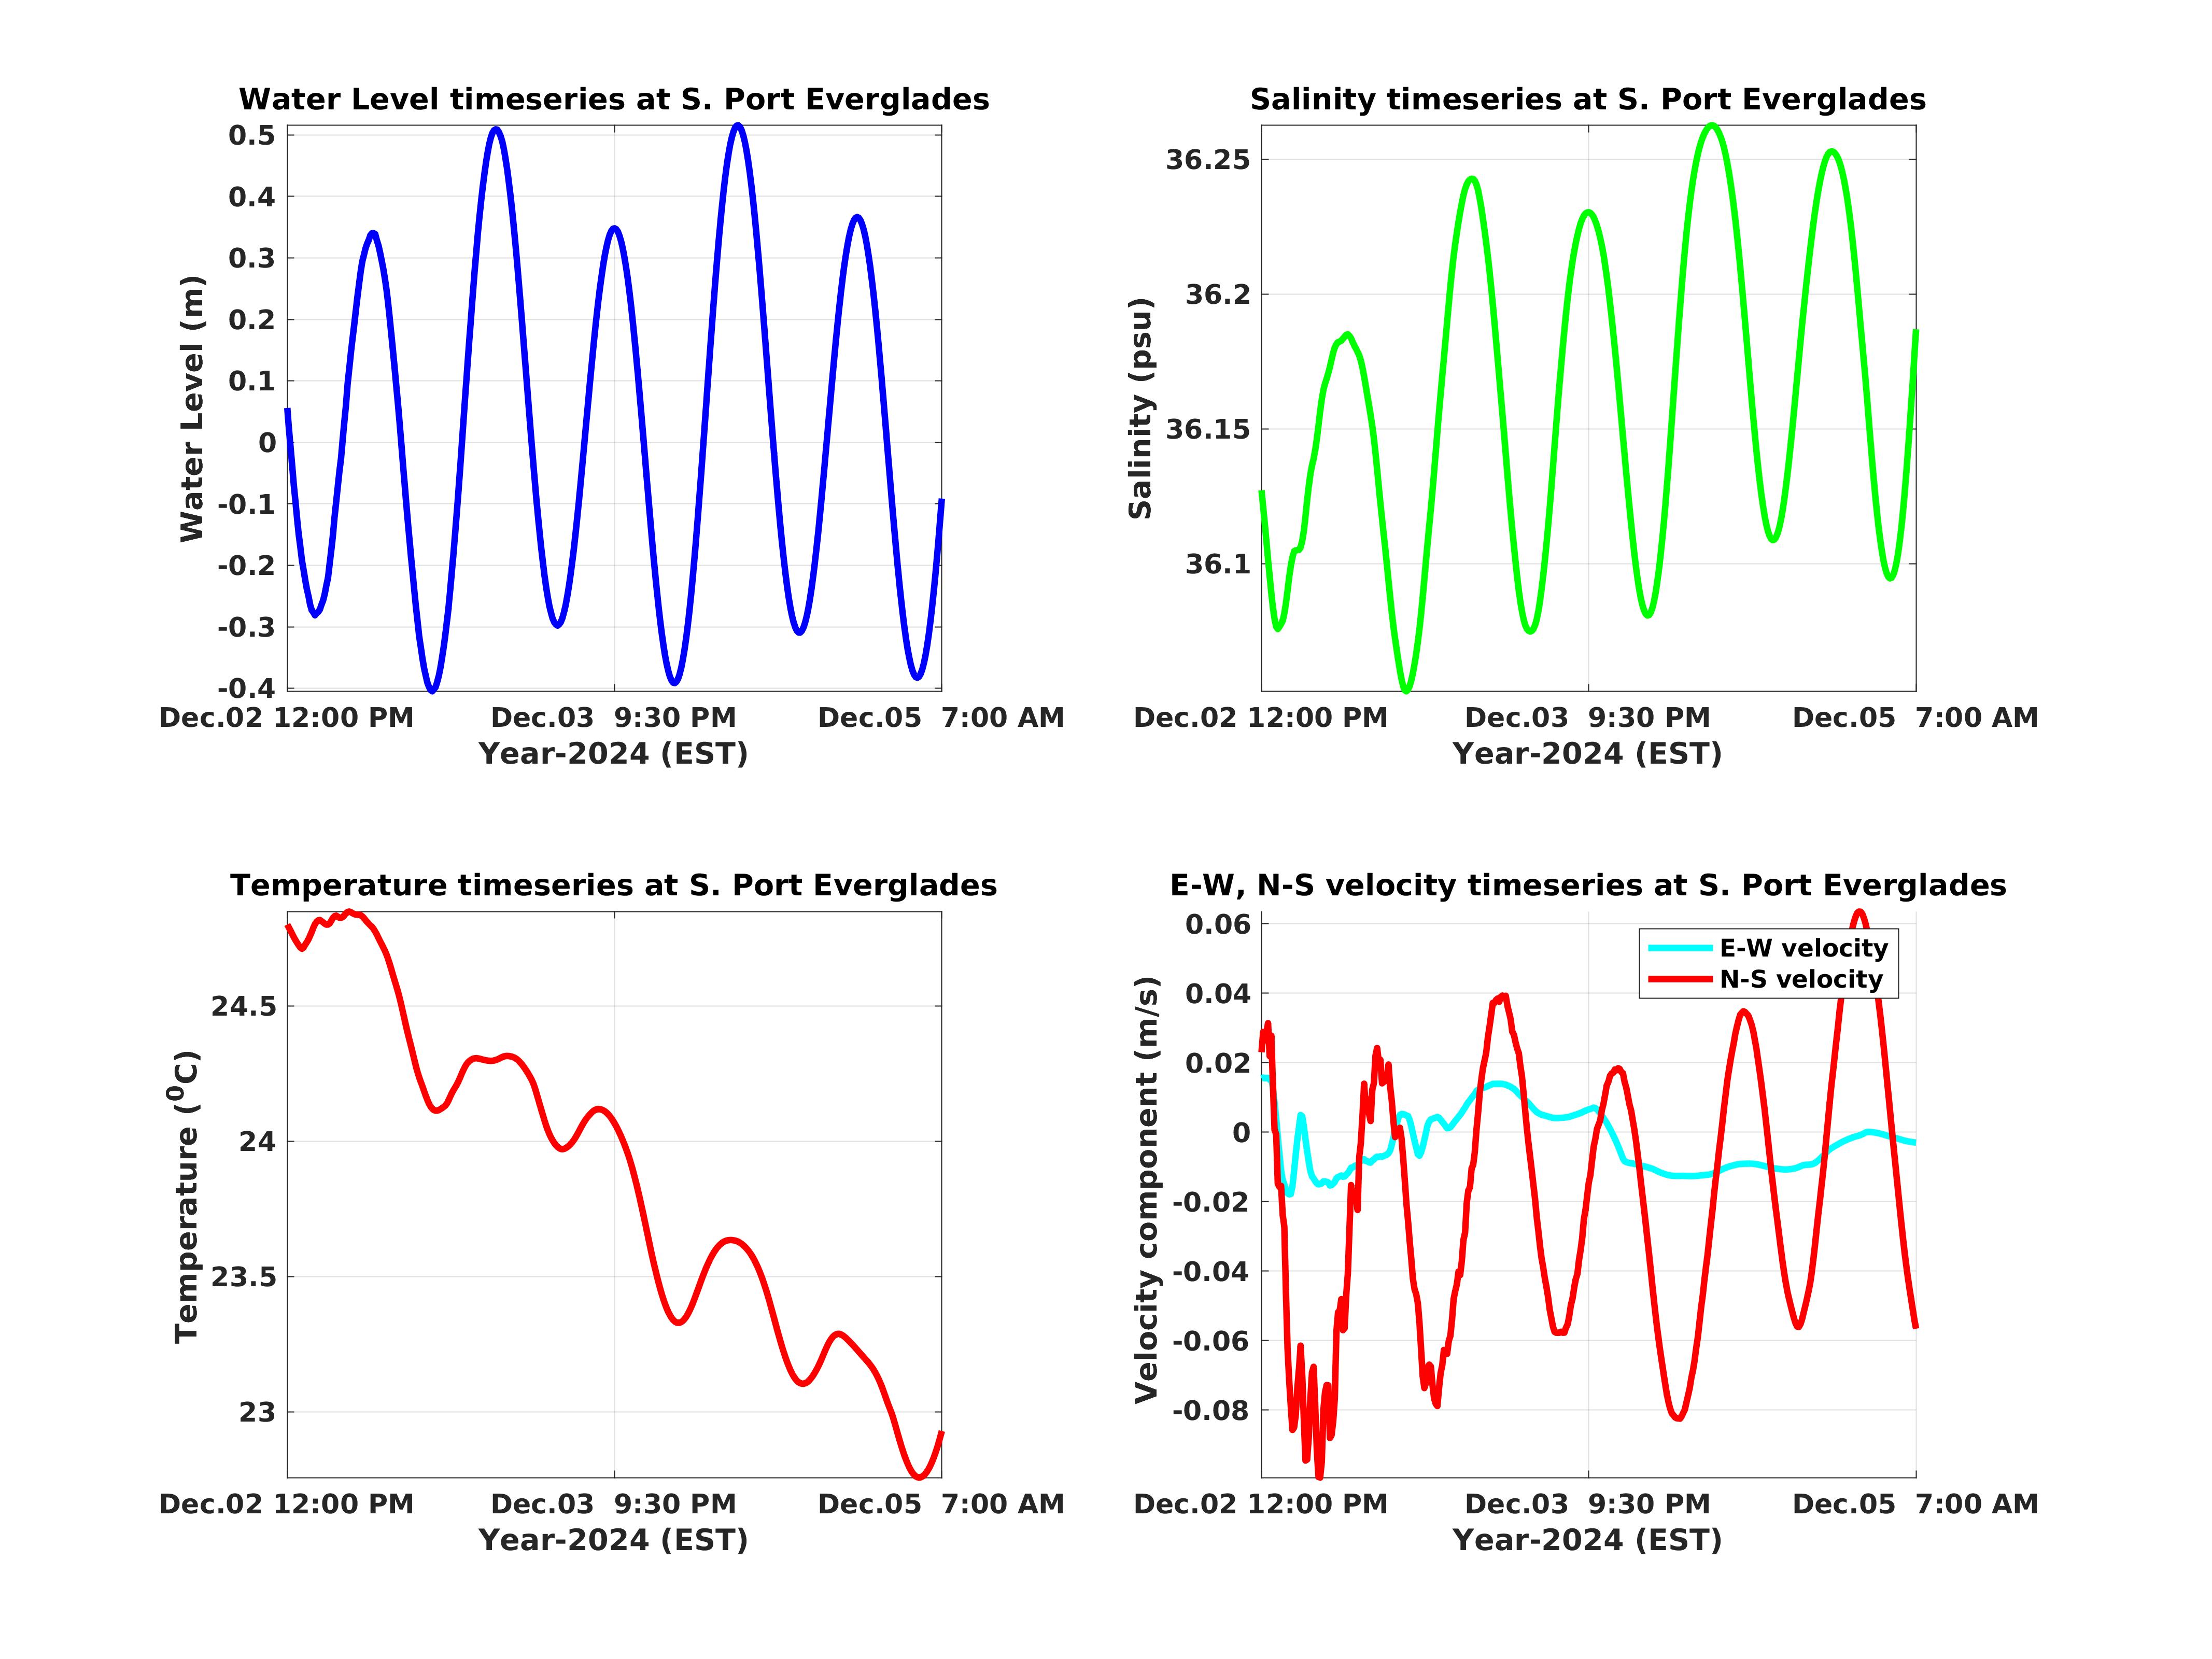 Water Level timeseries at S. Port Everglades
0.5
0.4
0.3
0.2
0.1
0
-0.1
-0.2
-0.3
-0.4
Water Level (m)
Dec.02 12:00 PM Dec.03 9:30 PM Dec.05 7:00 AM
Year-2024 (EST)
Salinity timeseries at S. Port Everglades
36.25
36.2
36.15
36.1
Salinity (psu)
Dec.02 12:00 PM Dec.03 9:30 PM Dec.05 7:00 AM
Year-2024 (EST)
Temperature timeseries at S. Port Everglades
24.5
24
23.5
23
Temperature (⁰C)
Dec.02 12:00 PM Dec.03 9:30 PM Dec.05 7:00 AM
Year-2024 (EST)
E-W, N-S velocity timeseries at S. Port Everglades
0.06
0.04
0.02
0
-0.02
-0.04
-0.06
-0.08
Velocity component (m/s)
E-W velocity
N-S velocity
Dec.02 12:00 PM Dec.03 9:30 PM Dec.05 7:00 AM
Year-2024 (EST)